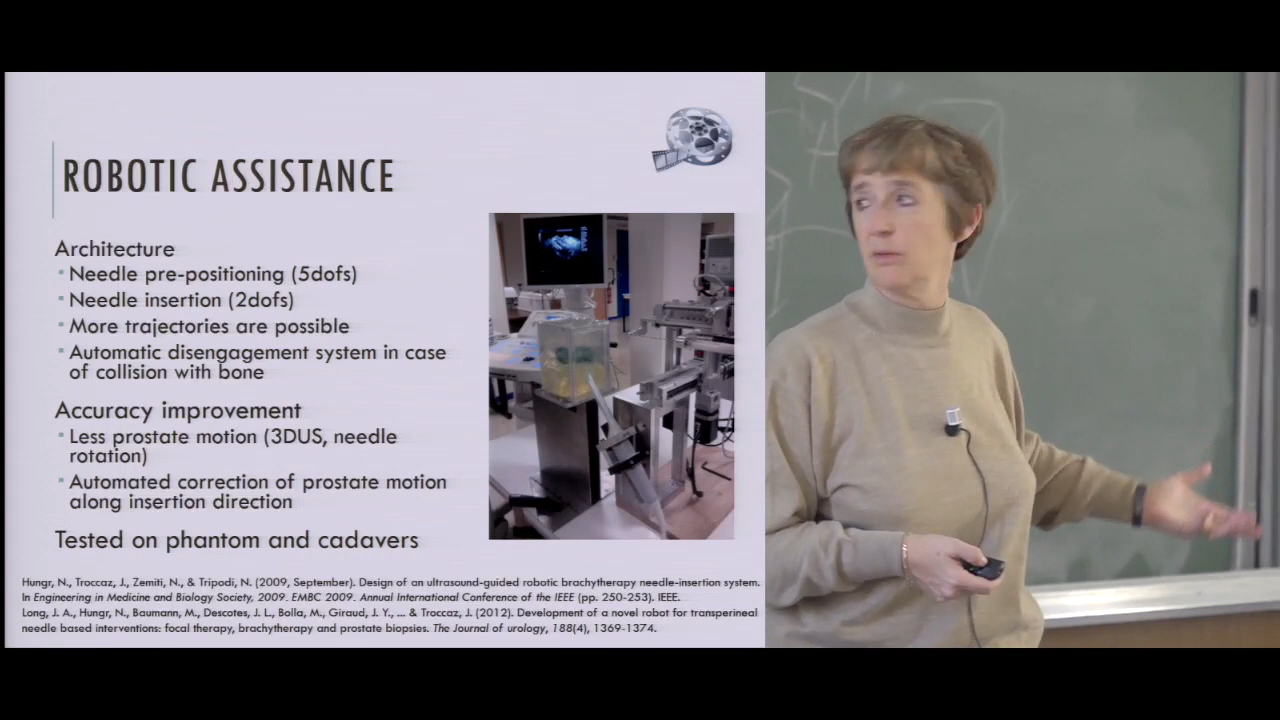 ROBOTIC ASSISTANCE
Architecture
Needle pre-positioning (5dofs)
Needle insertion (2dofs)
More trajectories are possible
Automatic disengagement system in case
of collision with bone
Accuracy improvement
Less prostate motion (3DUS, needle
rotation)
Automated correction of prostate motion
along insertion direction
Tested on phantom and cadavers
Hungr, N., Troccaz, J., Zemiti, N., & Tripodi, N. (2009, September). Design of an ultrasound-guided robotic brachytherapy needle-insertion system.
In Engineering in Medicine and Biology Society, 2009. EMBC 2009. Annual International Conference of the IEEE (pp. 250-253). IEEE.
Long, J. A., Hungr, N., Baumann, M., Descotes, J. L., Bolla, M., Giraud, J. Y., ... & Troccaz, J. (2012). Development of a novel robot for transperineal
needle based interventions: focal therapy, brachytherapy and prostate biopsies. The Journal of urology, 188(4), 1369-1374.